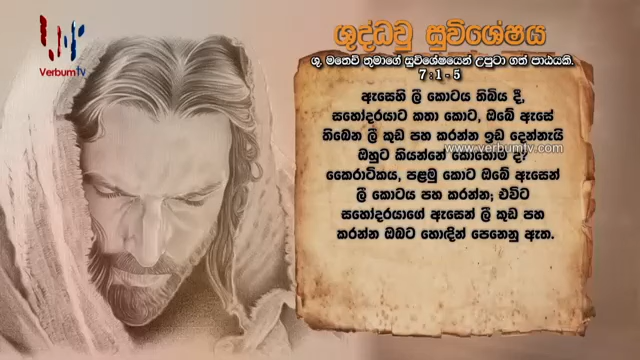 VerbumTV
ශුද්ධවූ සුවිශේෂය
ශු. මතෙව් තුමාගේ සුවිශේෂයෙන් උපුටා ගත් පාඨයකි.
7 : 1 - 5
ඇසෙහි ලී කොටය තිබිය දී,
සහෝදරයාට කතා කොට, ඔබේ ඇසේ
තිබෙන ලී කුඩ පහ කරන්න ඉඩ දෙන්නැයි
www.verbumtv.com
ඔහුට කියන්නේ කොහොම ද?
කෛරාටිකය, පළමු කොට ඔබේ ඇසෙන්
ලී කොටය පහ කරන්න; එවිට
සහෝදරයාගේ ඇසෙන් ලී කුඩ පහ
කරන්න ඔබට හොඳින් පෙනෙනු ඇත.